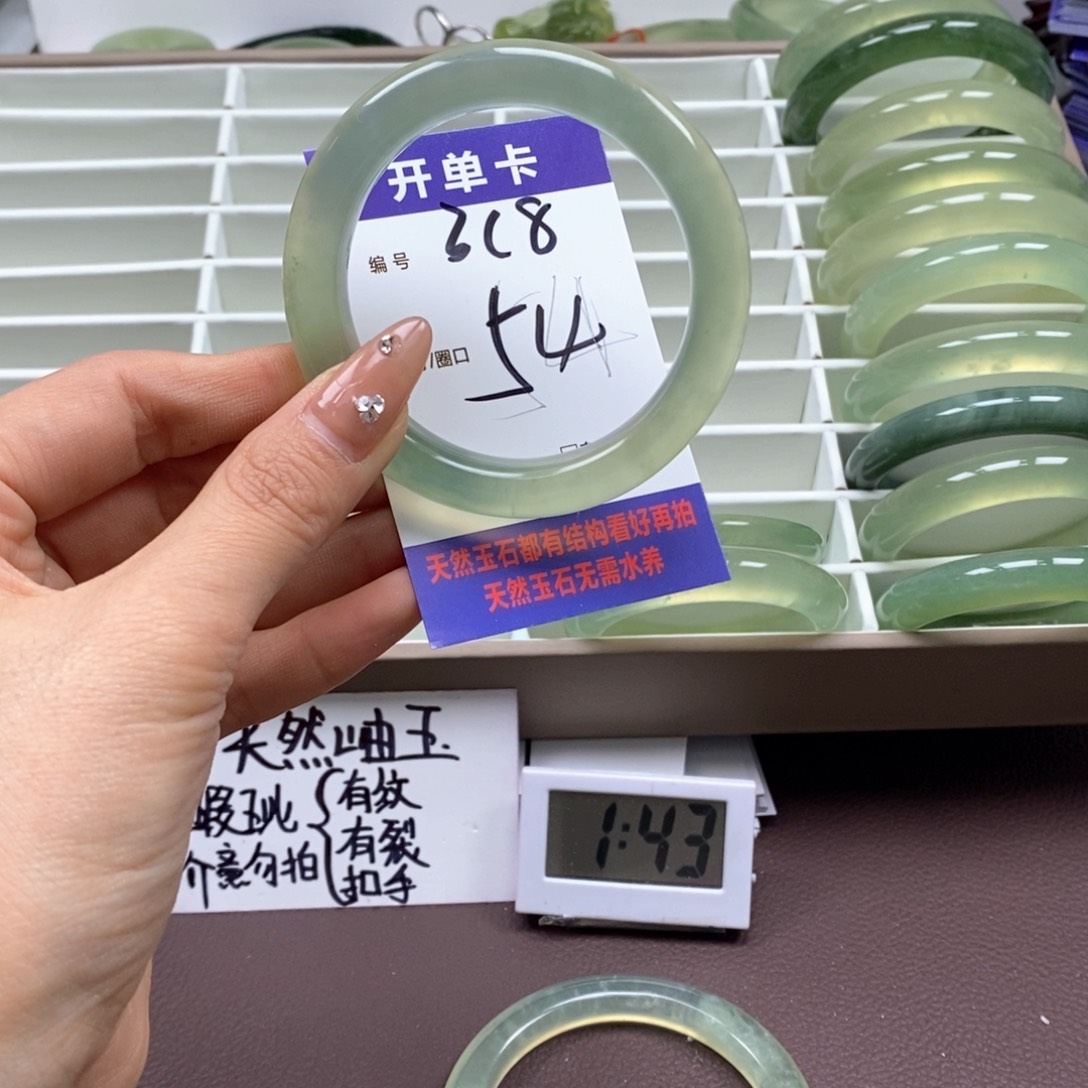 开单卡
编号 3C8
/圈口 54
天然玉石都有结构看好再拍
天然玉石无需水养
天然岫玉
瑕玼 { 有纹
有裂
介意勿拍 扣手
1:43